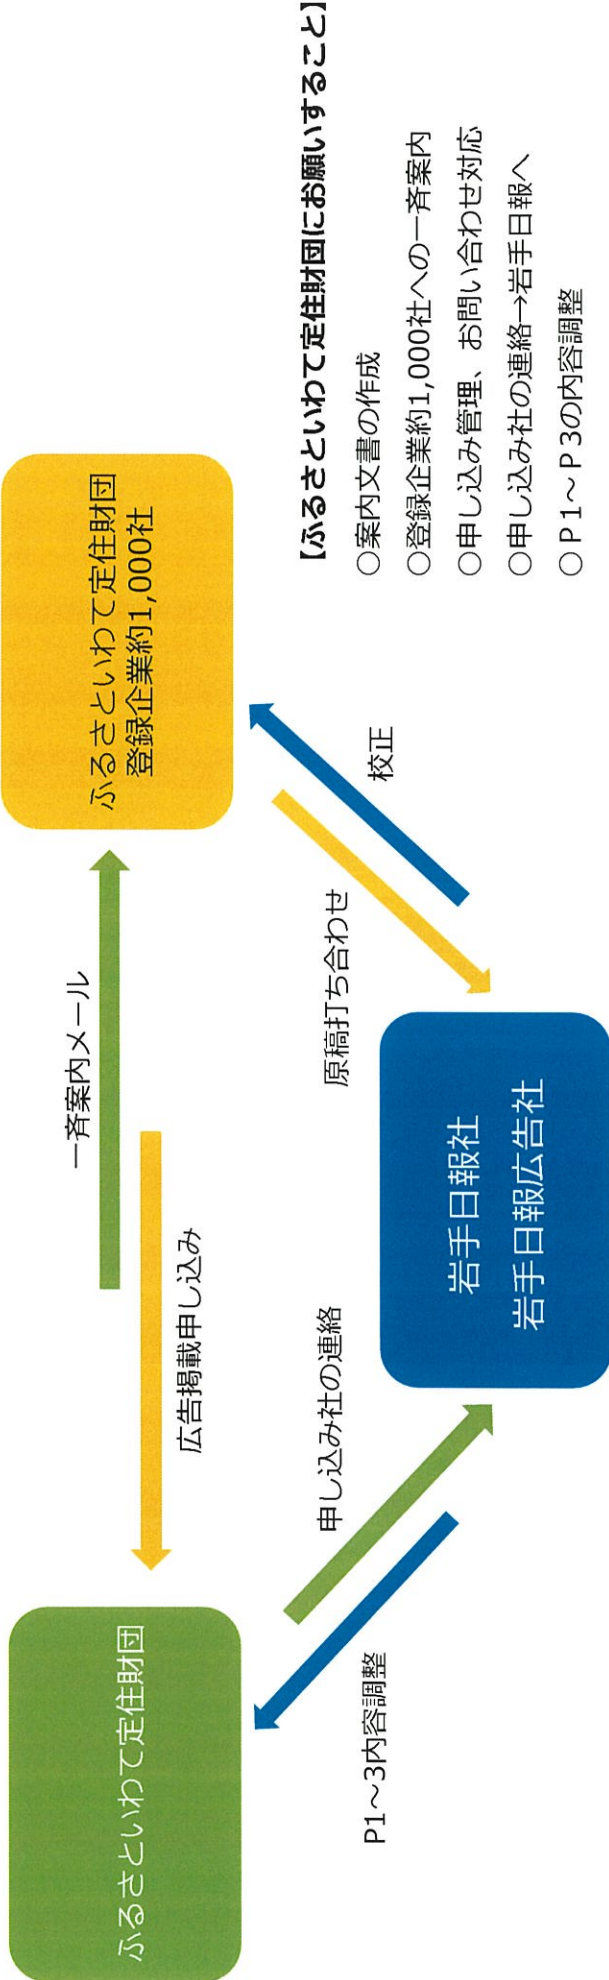 ふるさといわて定住財団
一斉案内メール
広告掲載申し込み
ふるさといわて定住財団
登録企業約1,000社
P1～3内容調整
申し込み社の連絡
岩手日報社
岩手日報広告社
原稿打ち合わせ
校正
【ふるさといわて定住財団にお願いすること】
○案内文書の作成
○登録企業約1,000社への一斉案内
○申し込み管理、お問い合わせ対応
○申し込み社の連絡→岩手日報へ
○P1～P3の内容調整